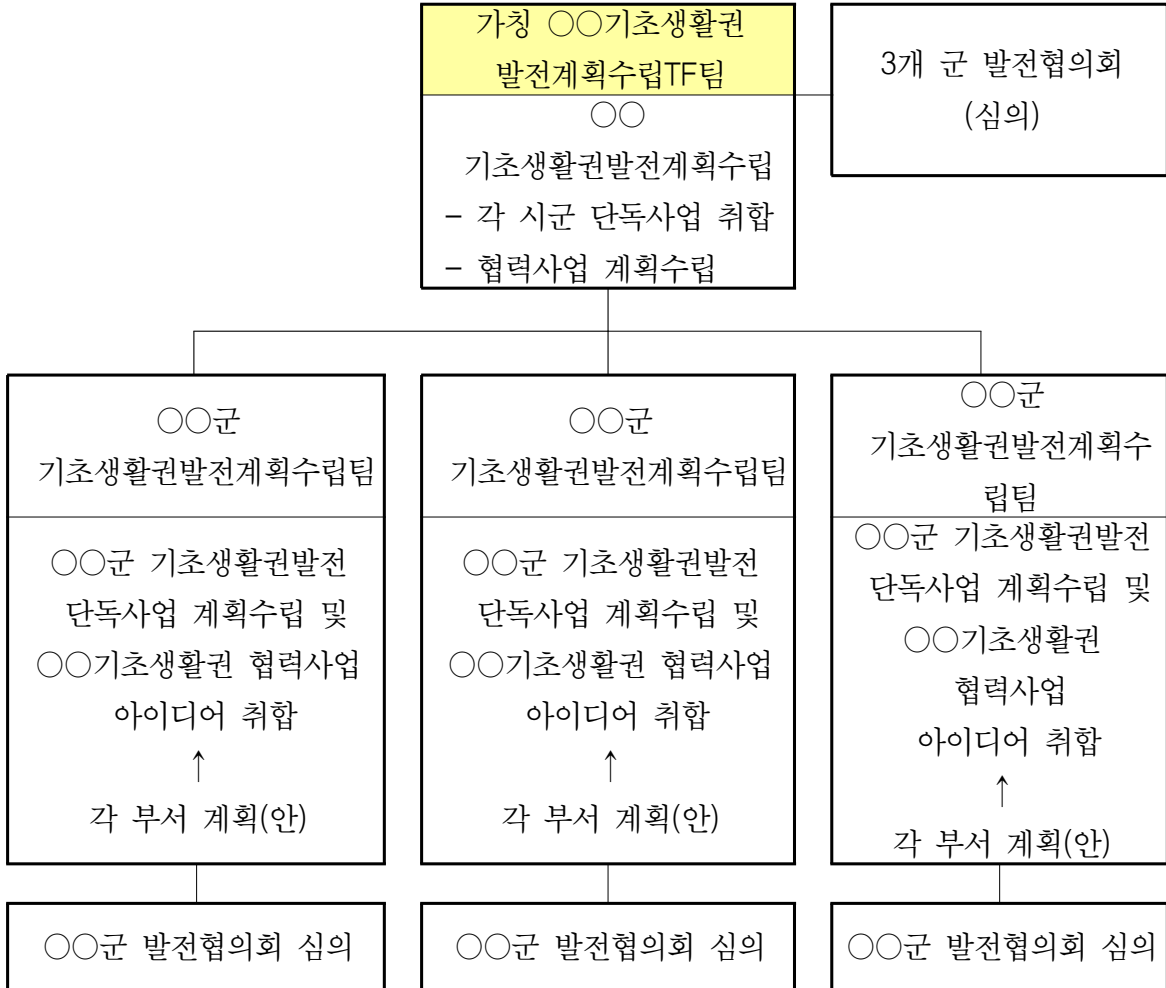 가칭 ○○기초생활권
발전계획수립TF팀
○○
기초생활권발전계획수립
– 각 시군 단독사업 취합
– 협력사업 계획수립
3개 군 발전협의회
(심의)
○○군
기초생활권발전계획수립팀
○○군 기초생활권발전
단독사업 계획수립 및
○○기초생활권 협력사업
아이디어 취합
↑
각 부서 계획(안)
○○군 발전협의회 심의
○○군
기초생활권발전계획수립팀
○○군 기초생활권발전
단독사업 계획수립 및
○○기초생활권 협력사업
아이디어 취합
↑
각 부서 계획(안)
○○군 발전협의회 심의
○○군
기초생활권발전계획수
립팀
○○군 기초생활권발전
단독사업 계획수립 및
○○기초생활권
협력사업
아이디어 취합
↑
각 부서 계획(안)
○○군 발전협의회 심의